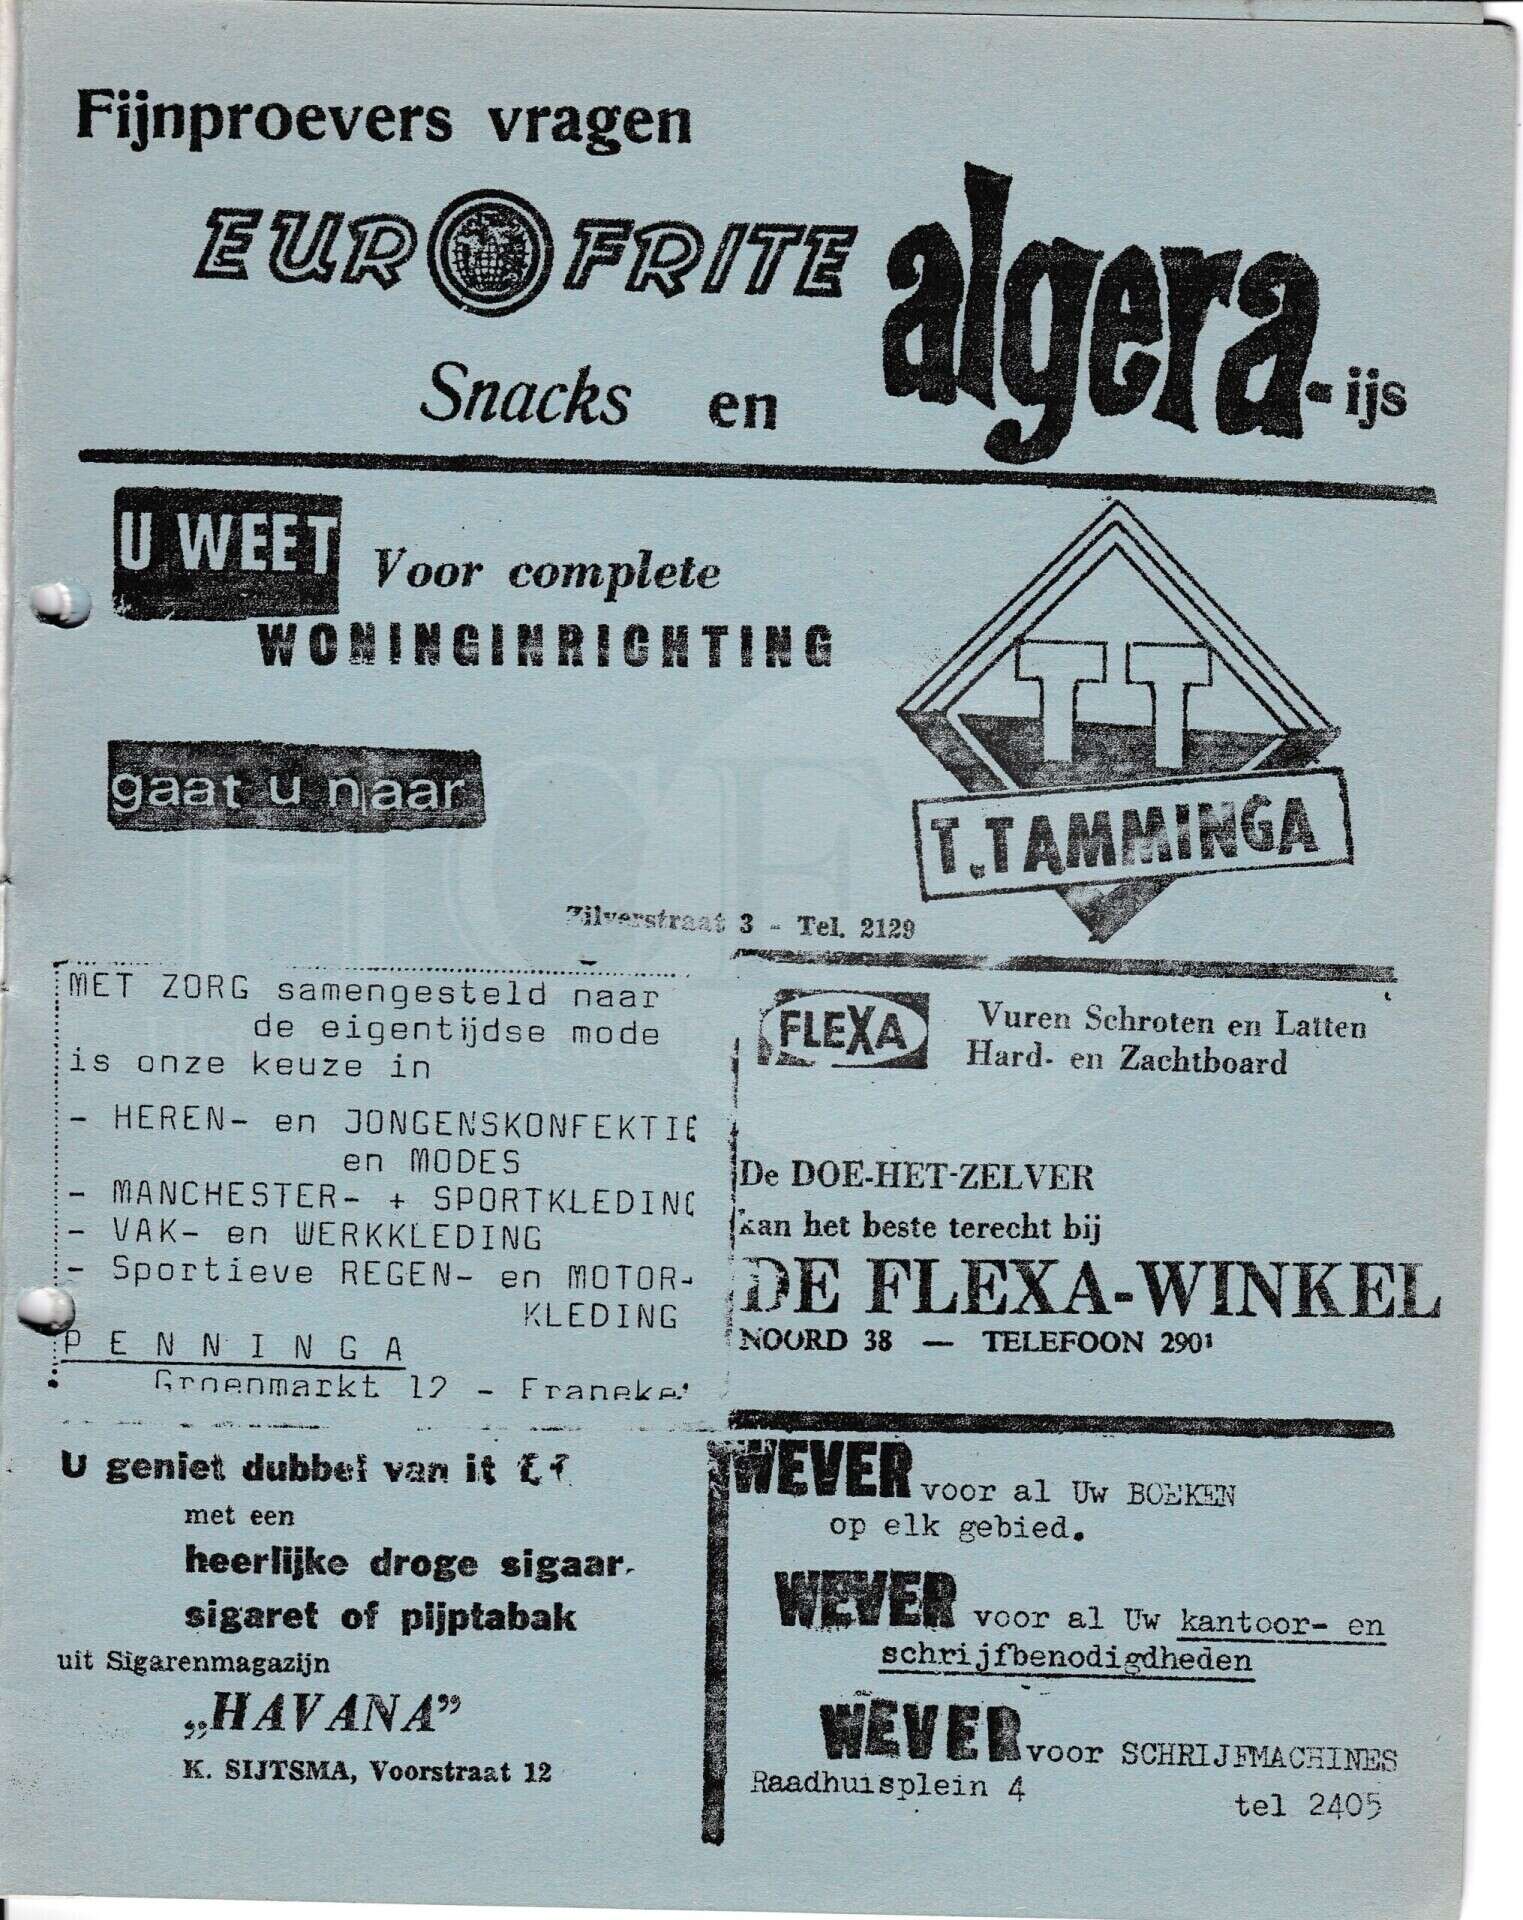 Fijnproevers vragen
EUROFRITE
algera-ijs
Snacks en
U WEET
Voor complete
WONINGINRICHTING
gaat u naar
TT
T.TAMMINGA
Zilverstraat 3 - Tel. 2129
MET ZORG samengesteld naar
de eigentijdse mode
is onze keuze in
- HEREN- en JONGENSKONFEKTIE
en MODES
- MANCHESTER- + SPORTKLEDING
- VAK- en WERKKLEDING
- Sportieve REGEN- en MOTOR-
KLEDING
P E N N I N G A
Groenmarkt 12 - Franeker
FLEXA
Vuren Schroten en Latten
Hard- en Zachtboard
De DOE-HET-ZELVER
kan het beste terecht bij
DE FLEXA-WINKEL
NOORD 38 — TELEFOON 2901
U geniet dubbel van it
met een
heerlijke droge sigaar,
sigaret of pijptabak
uit Sigarenmagazijn
„HAVANA”
K. SIJTSMA, Voorstraat 12
WEVER voor al Uw BOEKEN
op elk gebied.
WEVER voor al Uw kantoor- en
schrijfbenodigdheden
WEVER voor SCHRIJFMACHINES
Raadhuisplein 4
tel 2405